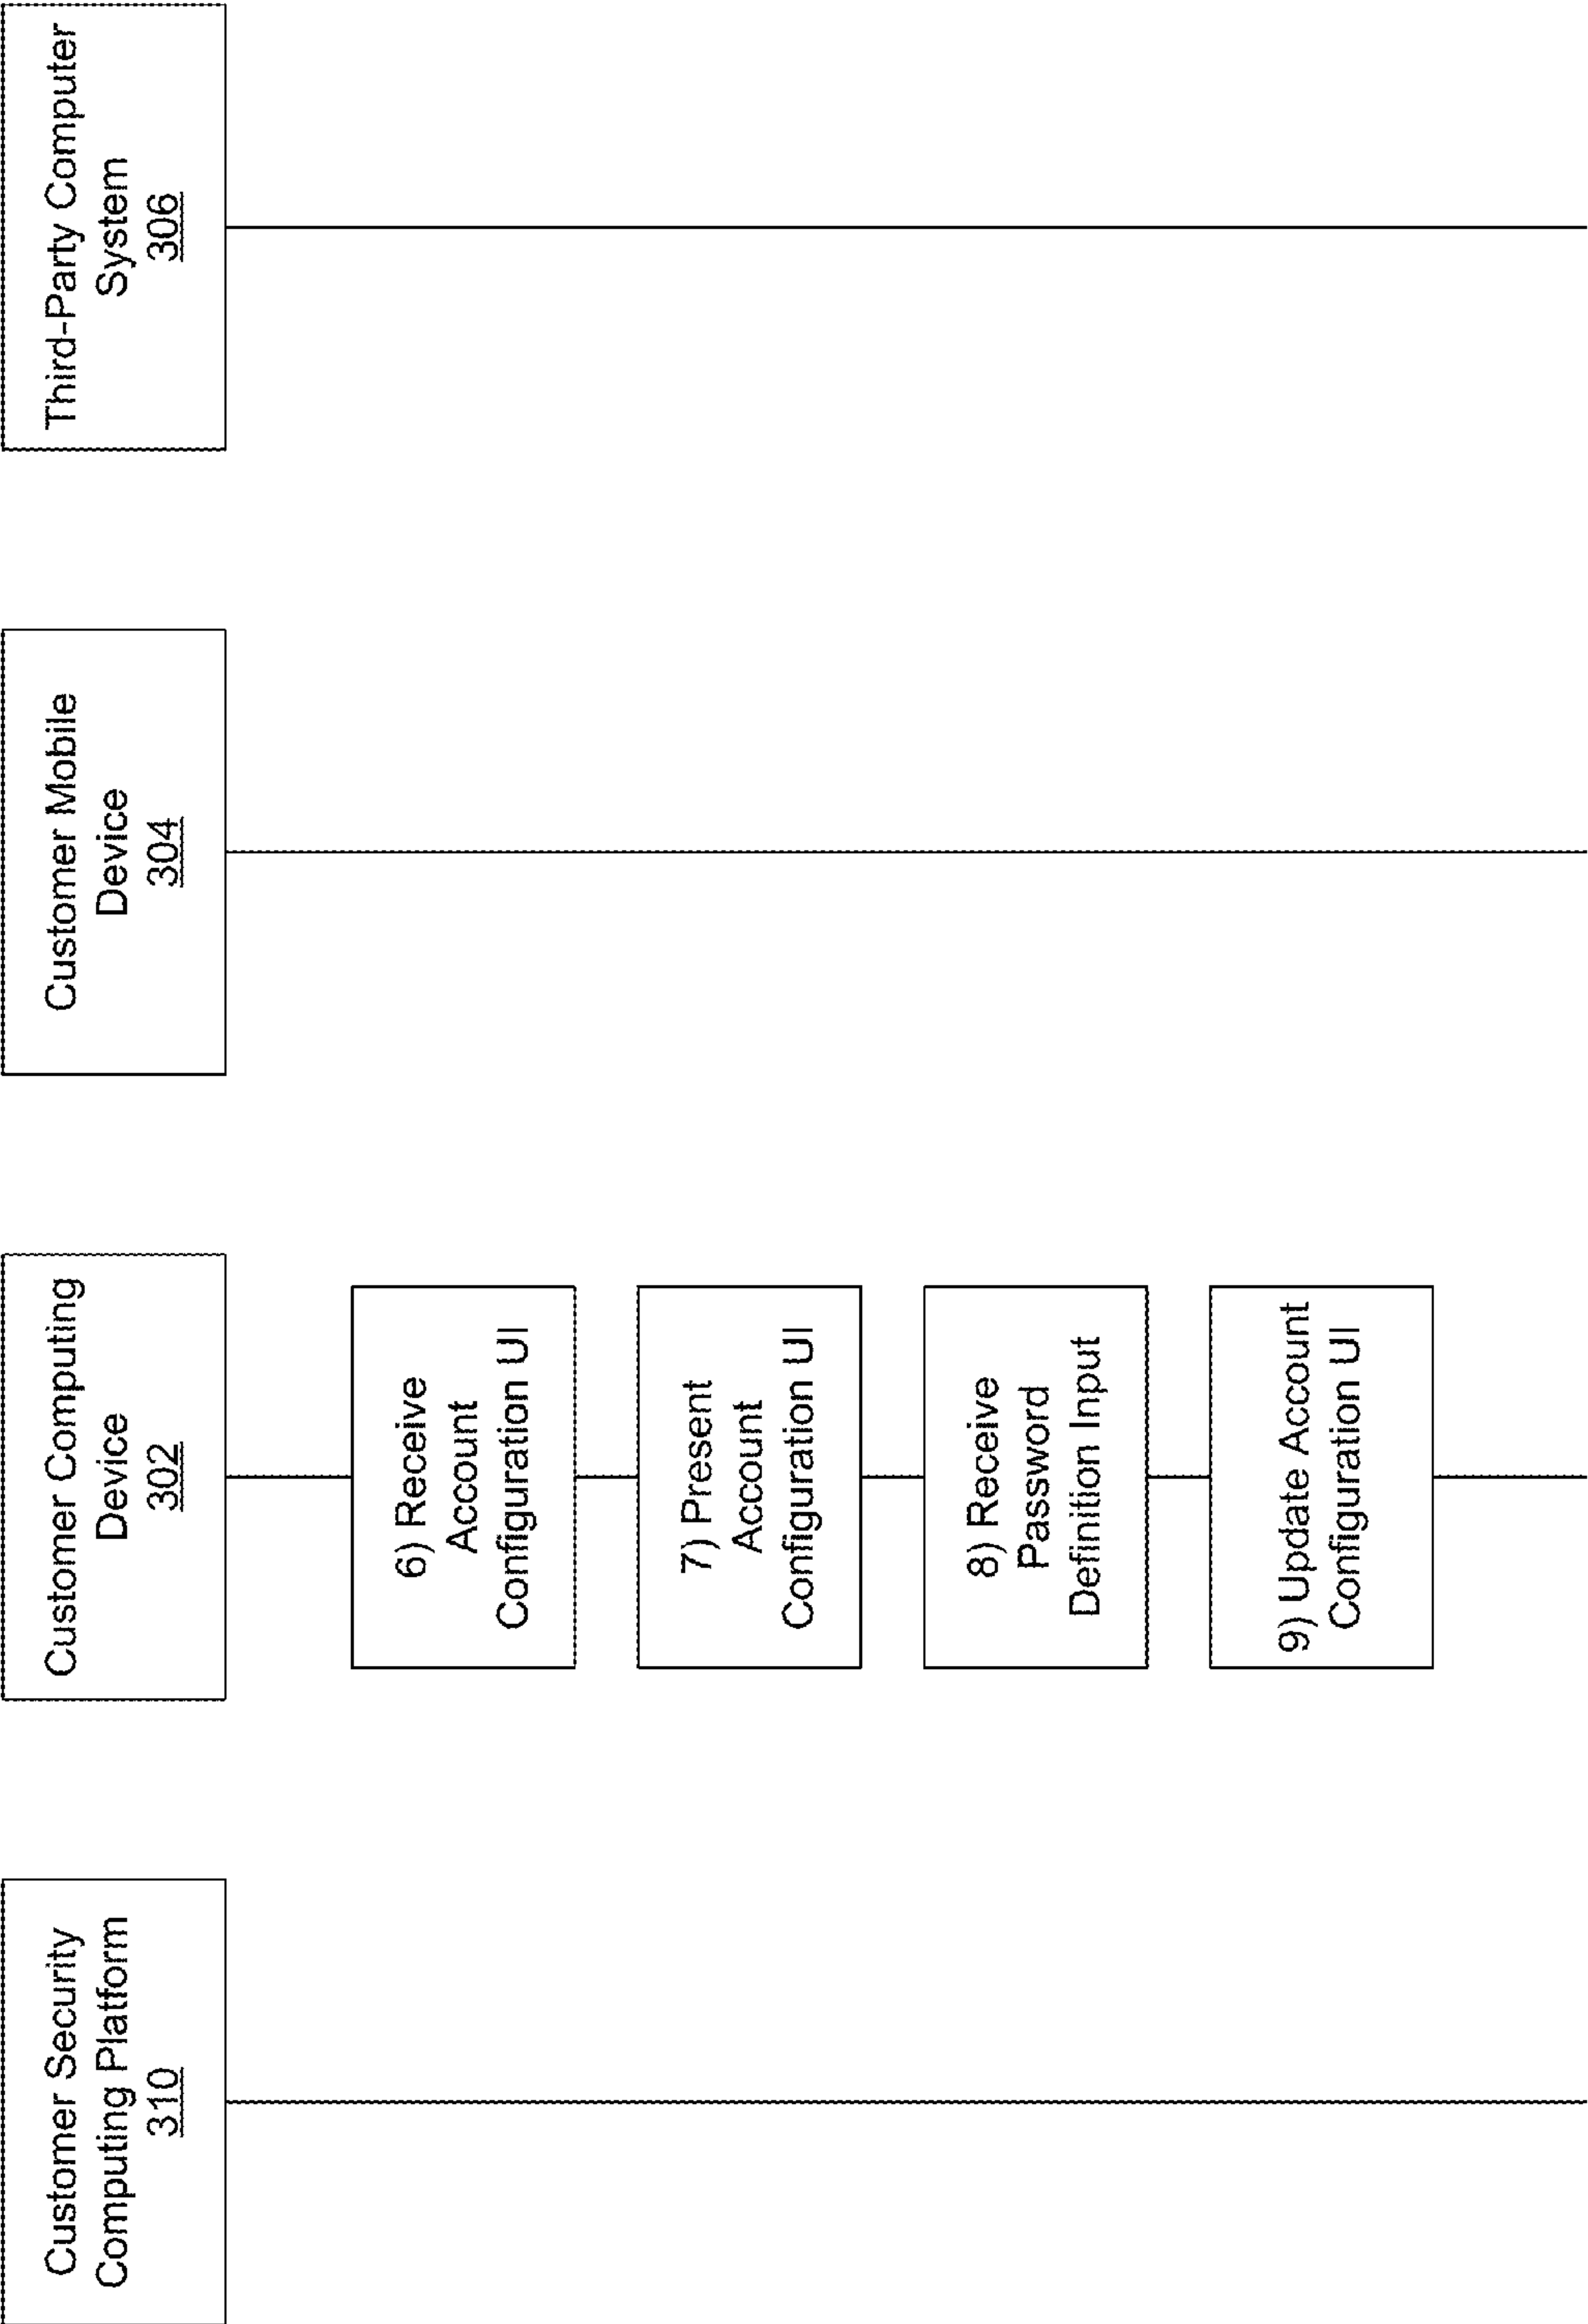 Customer Security
Computing Platform
310
Customer Computing
Device
302
Customer Mobile
Device
304
Third-Party Computer
System
306
6) Receive
Account
Configuration UI
7) Present
Account
Configuration UI
8) Receive
Password
Definition Input
9) Update Account
Configuration UI